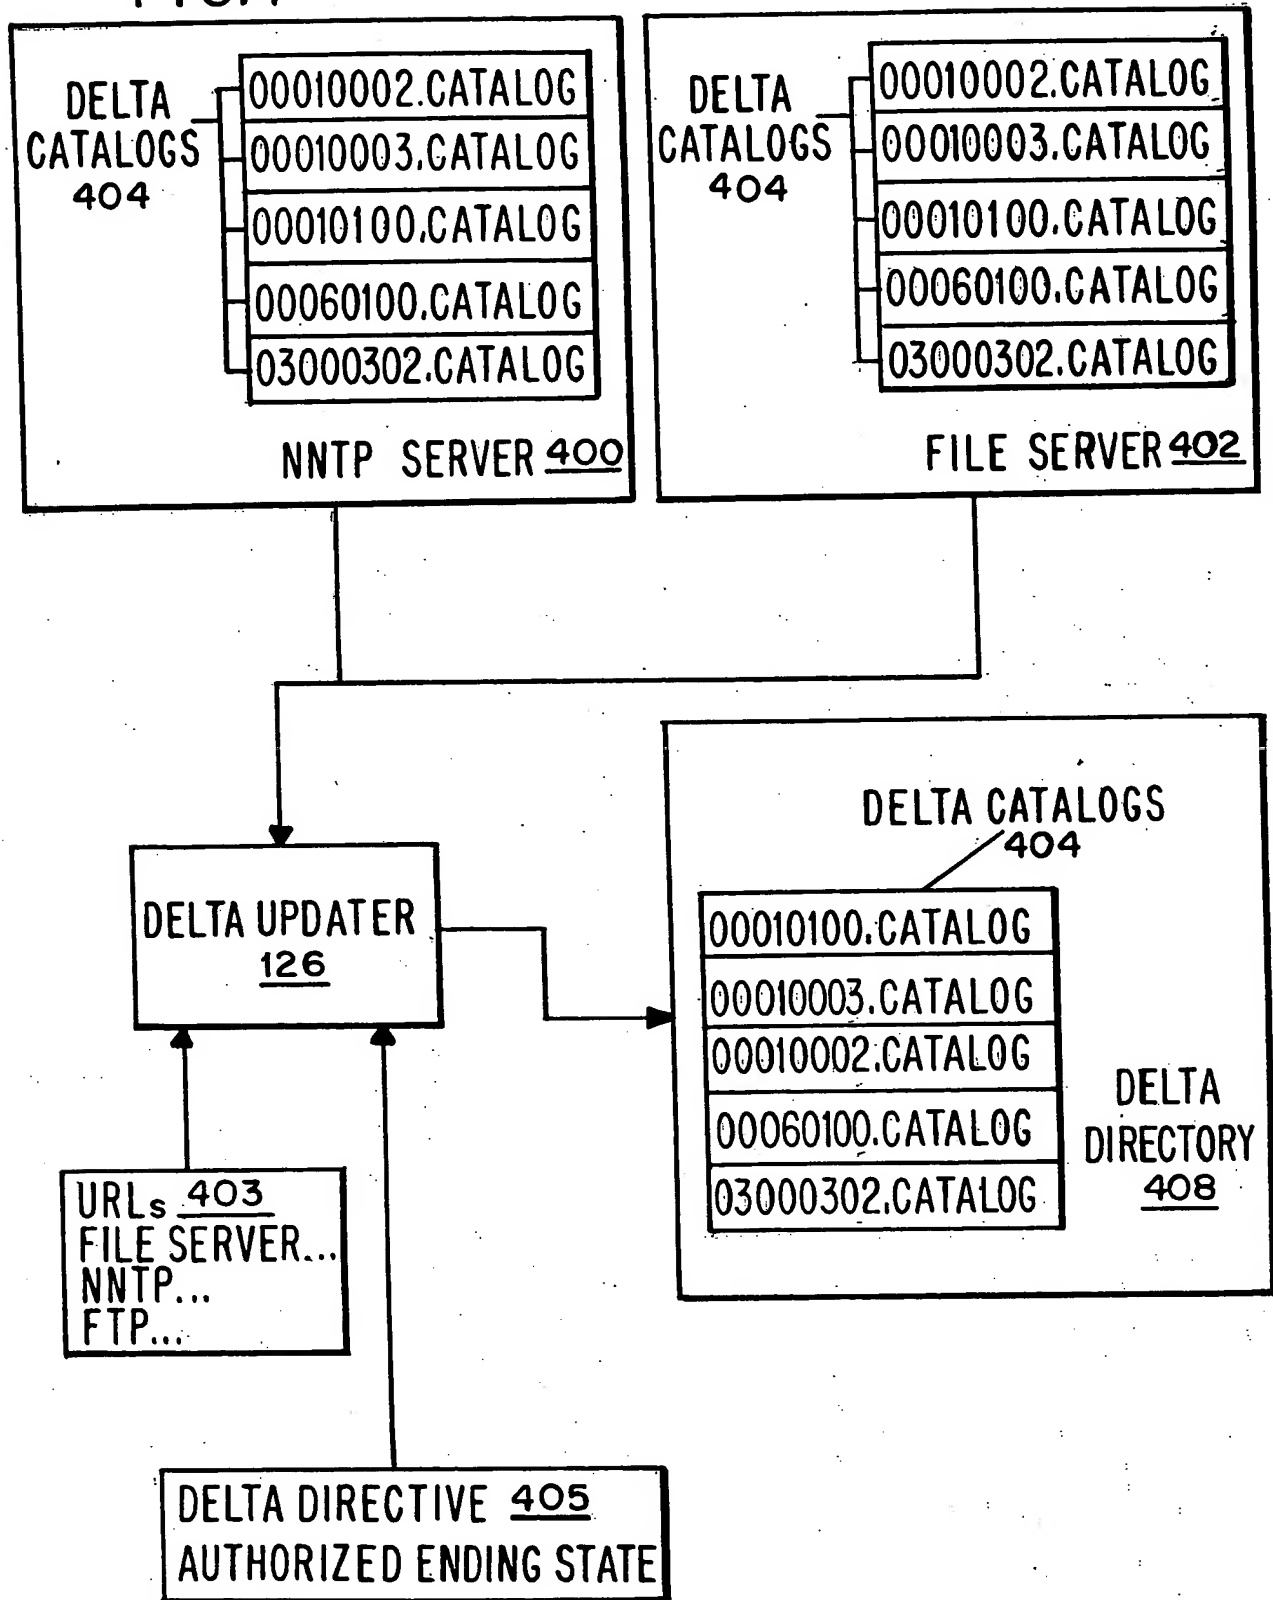 DELTA
CATALOGS
404
00010002.CATALOG
00010003.CATALOG
00010100.CATALOG
00060100.CATALOG
03000302.CATALOG
NNTP SERVER 400
DELTA
CATALOGS
404
00010002.CATALOG
00010003.CATALOG
00010100.CATALOG
00060100.CATALOG
03000302.CATALOG
FILE SERVER 402
DELTA UPDATER
126
DELTA CATALOGS
404
00010100.CATALOG
00010003.CATALOG
00010002.CATALOG
00060100.CATALOG
03000302.CATALOG
DELTA
DIRECTORY
408
URLs 403
FILE SERVER...
NNTP...
FTP...
DELTA DIRECTIVE 405
AUTHORIZED ENDING STATE